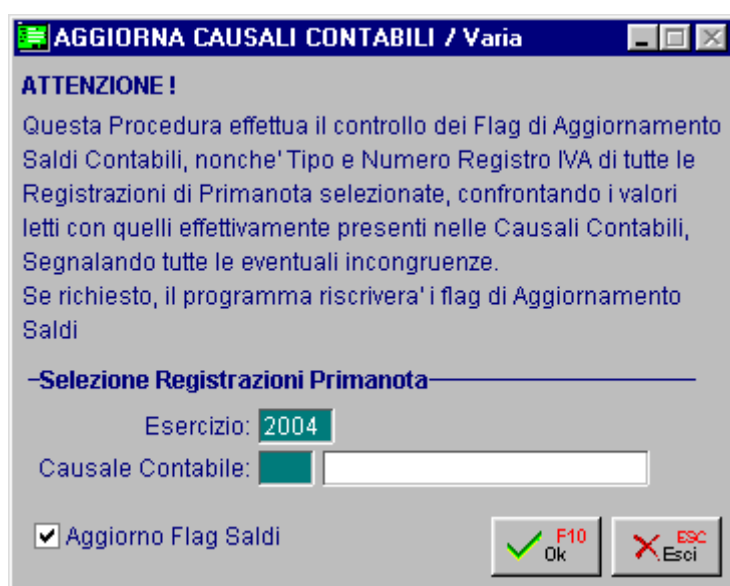 AGGIORNA CAUSALI CONTABILI / Varia
ATTENZIONE !
Questa Procedura effettua il controllo dei Flag di Aggiornamento
Saldi Contabili, nonche' Tipo e Numero Registro IVA di tutte le
Registrazioni di Primanota selezionate, confrontando i valori
letti con quelli effettivamente presenti nelle Causali Contabili,
Segnalando tutte le eventuali incongruenze.
Se richiesto, il programma riscrivera' i flag di Aggiornamento
Saldi
Selezione Registrazioni Primanota
Esercizio: 2004
Causale Contabile:
Aggiorno Flag Saldi
F10
Ok
ESC
Esci